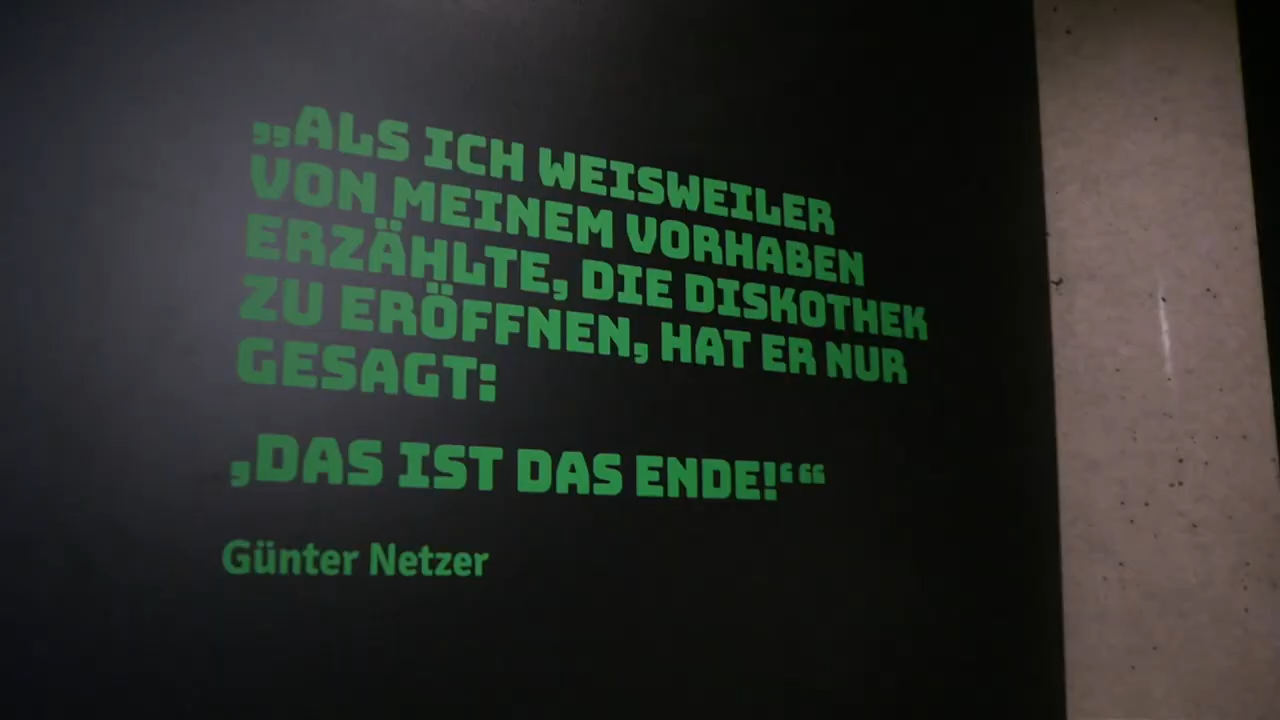 „ALS ICH WEISWEILER
VON MEINEM VORHABEN
ERZÄHLTE, DIE DISKOTHEK
ZU ERÖFFNEN, HAT ER NUR
GESAGT:
‚DAS IST DAS ENDE!‘“
Günter Netzer